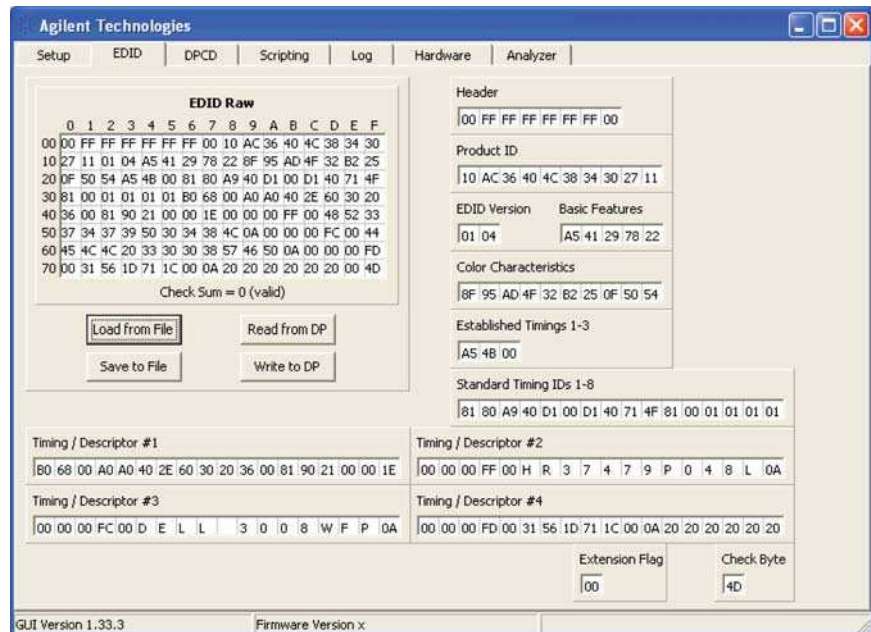 Agilent Technologies
Setup EDID DPCD Scripting Log Hardware Analyzer
EDID Raw
0 1 2 3 4 5 6 7 8 9 A B C D E F
00 00 FF FF FF FF FF FF 00 10 AC 36 40 4C 38 34 30
10 27 11 01 04 A5 41 29 78 22 8F 95 AD 4F 32 B2 25
20 0F 50 54 A5 4B 00 81 80 A9 40 D1 00 D1 40 71 4F
30 81 00 01 01 01 01 B0 68 00 A0 A0 40 2E 60 30 20
40 36 00 81 90 21 00 00 1E 00 00 00 FF 00 48 52 33
50 37 34 37 39 50 30 34 38 4C 0A 00 00 00 FC 00 44
60 45 4C 4C 20 33 30 30 38 57 46 50 0A 00 00 00 FD
70 00 31 56 1D 71 1C 00 0A 20 20 20 20 20 20 00 4D
Check Sum = 0 (valid)
Load from File Read from DP
Save to File Write to DP
Header
00 FF FF FF FF FF FF 00
Product ID
10 AC 36 40 4C 38 34 30 27 11
EDID Version Basic Features
01 04 A5 41 29 78 22
Color Characteristics
8F 95 AD 4F 32 B2 25 0F 50 54
Established Timings 1-3
A5 4B 00
Standard Timing IDs 1-8
81 80 A9 40 D1 00 D1 40 71 4F 81 00 01 01 01 01
Timing / Descriptor #1
B0 68 00 A0 A0 40 2E 60 30 20 36 00 81 90 21 00 00 1E
Timing / Descriptor #2
00 00 00 FF 00 H R 3 7 4 7 9 P 0 4 8 L 0A
Timing / Descriptor #3
00 00 00 FC 00 D E L L 3 0 0 8 W F P 0A
Timing / Descriptor #4
00 00 00 FD 00 31 56 1D 71 1C 00 0A 20 20 20 20 20 20
Extension Flag Check Byte
00 4D
GUI Version 1.33.3 Firmware Version x